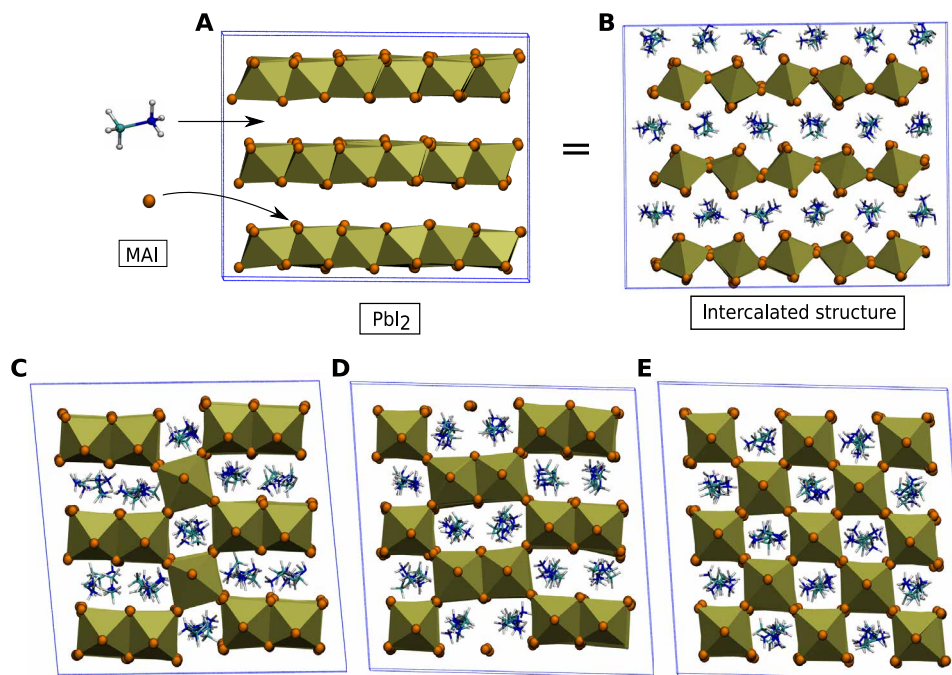 A
B
=
MAI
PbI2
Intercalated structure
C
D
E